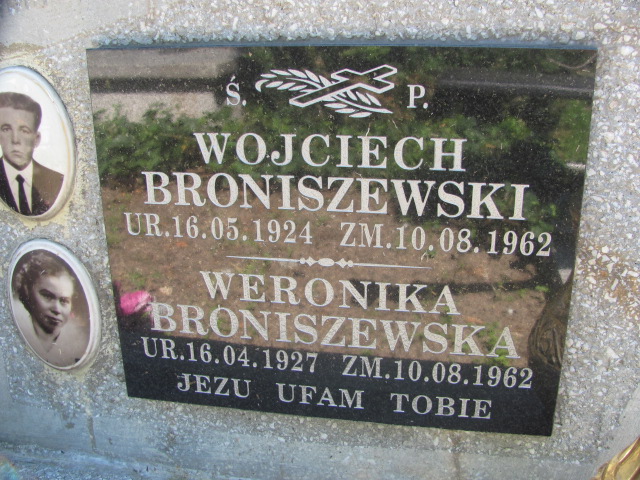 Ś. P.
WOJCIECH
BRONISZEWSKI
UR.16.05.1924 ZM.10.08.1962
WERONIKA
BRONISZEWSKA
UR.16.04.1927 ZM.10.08.1962
JEZU UFAM TOBIE